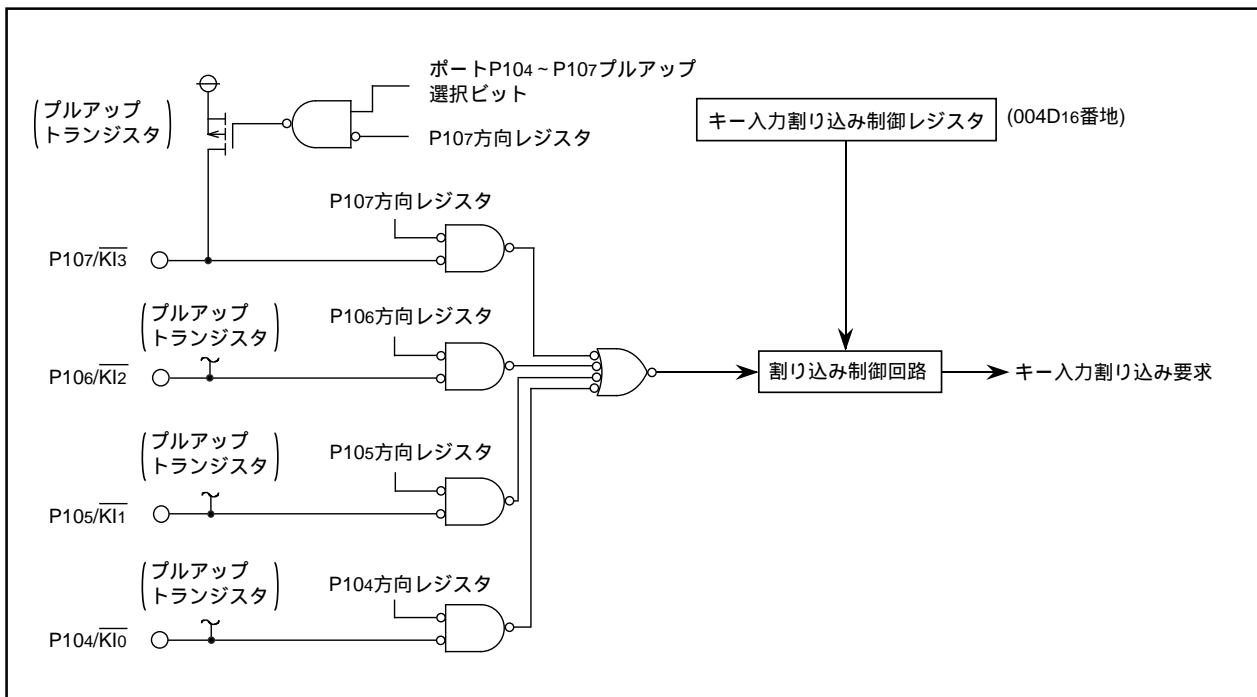 ポートP104~P107プルアップ
選択ビット
プルアップ
トランジスタ
P107方向レジスタ
キー入力割り込み制御レジスタ
(004D16番地)
P107方向レジスタ
P107/KI3
プルアップ
トランジスタ
P106方向レジスタ
P106/KI2
割り込み制御回路
キー入力割り込み要求
プルアップ
トランジスタ
P105方向レジスタ
P105/KI1
プルアップ
トランジスタ
P104方向レジスタ
P104/KI0